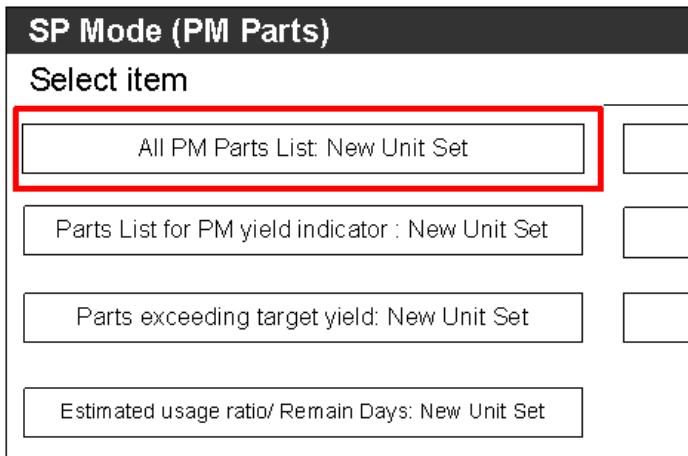 SP Mode (PM Parts)
Select item
All PM Parts List: New Unit Set
Parts List for PM yield indicator : New Unit Set
Parts exceeding target yield: New Unit Set
Estimated usage ratio/ Remain Days: New Unit Set